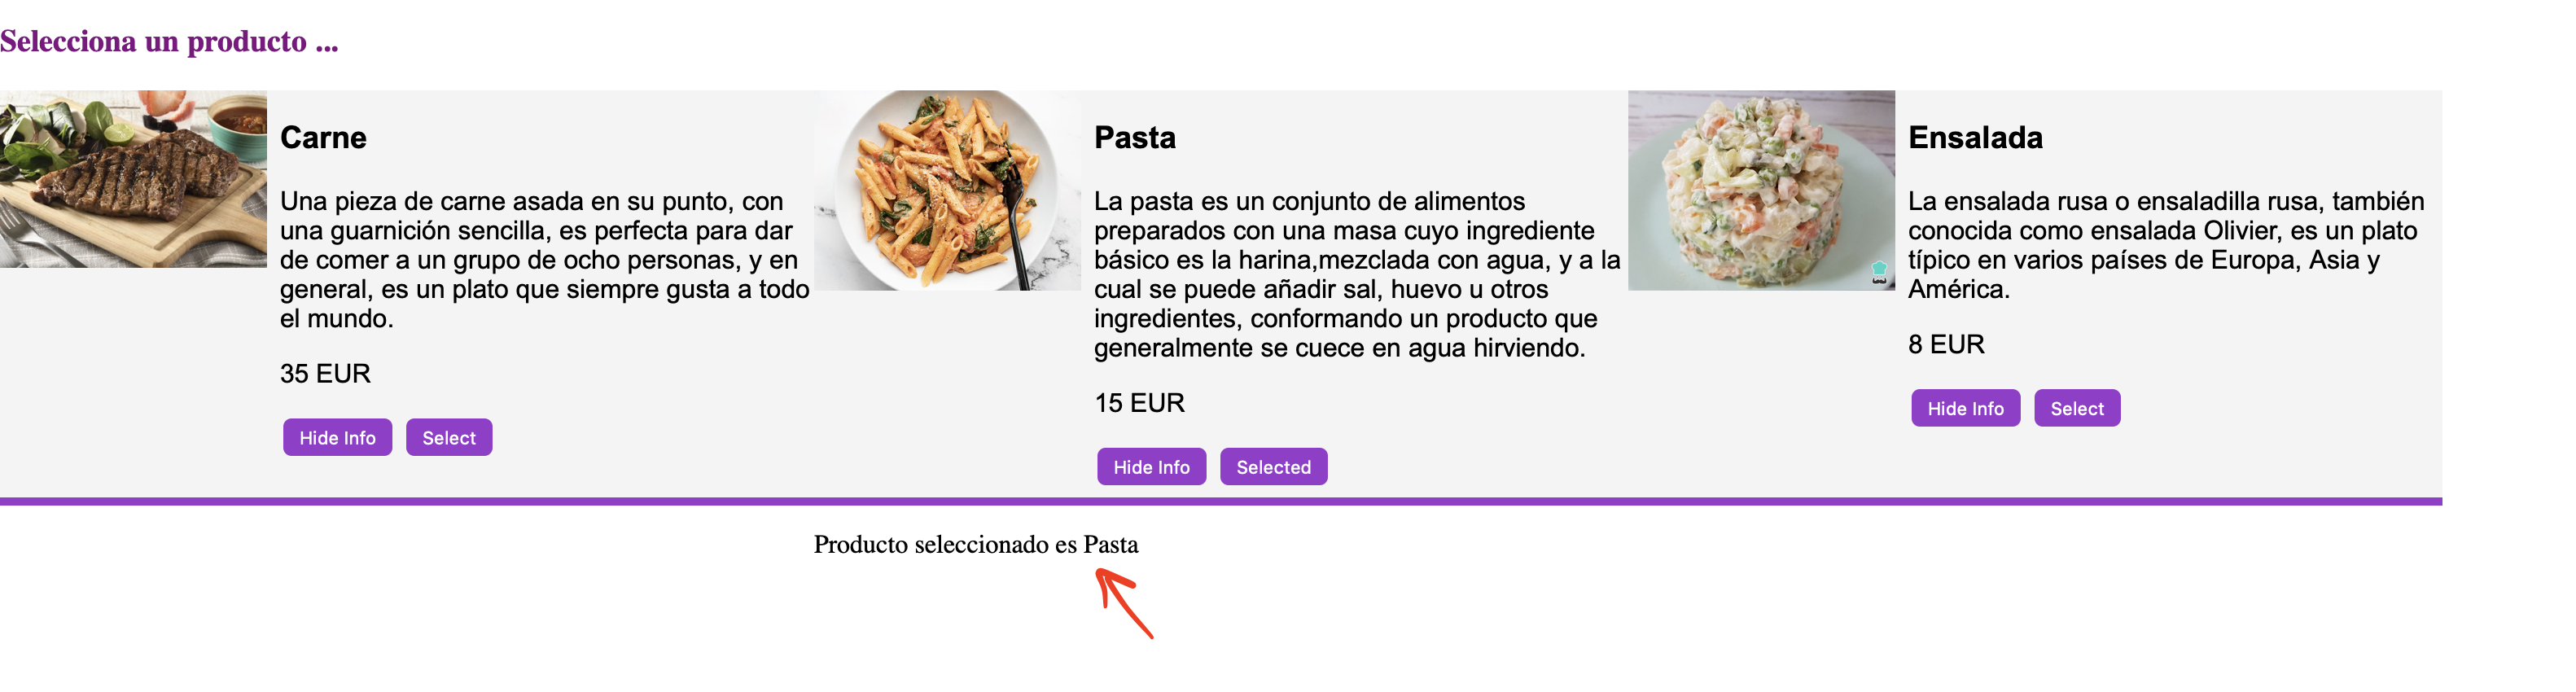 Selecciona un producto ...
Carne
Una pieza de carne asada en su punto, con
una guarnición sencilla, es perfecta para dar
de comer a un grupo de ocho personas, y en
general, es un plato que siempre gusta a todo
el mundo.
35 EUR
Hide Info
Select
Pasta
La pasta es un conjunto de alimentos
preparados con una masa cuyo ingrediente
básico es la harina,mezclada con agua, y a la
cual se puede añadir sal, huevo u otros
ingredientes, conformando un producto que
generalmente se cuece en agua hirviendo.
15 EUR
Hide Info
Selected
Ensalada
La ensalada rusa o ensaladilla rusa, también
conocida como ensalada Olivier, es un plato
típico en varios países de Europa, Asia y
América.
8 EUR
Hide Info
Select
Producto seleccionado es Pasta